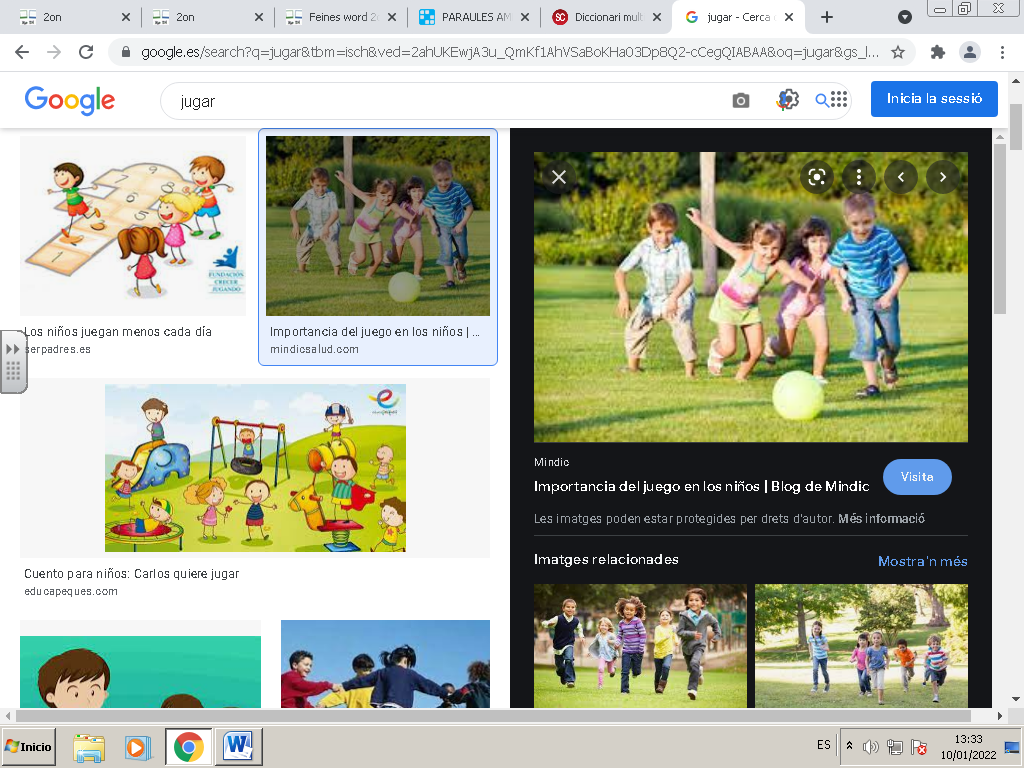 2on
2on
Feines word 2
PARAULES AM
Diccionari mult
jugar - Cerca
google.es/search?q=jugar&tbm=isch&ved=2ahUKEwjA3u_QmKf1AhVSaBoKHa03Dp8Q2-cCegQIABAA&oq=jugar&gs_l...
Google
jugar
Inicia la sessió
FUNDACIÓN
CRECER
JUGANDO
Los niños juegan menos cada día
serpadres.es
Importancia del juego en los niños | ...
mindicsalud.com
Cuento para niños: Carlos quiere jugar
educapeques.com
Mindic
Importancia del juego en los niños | Blog de Mindic
Visita
Les imatges poden estar protegides per drets d'autor. Més informació
Imatges relacionades
Mostra'n més
Inicio
ES
13:33
10/01/2022